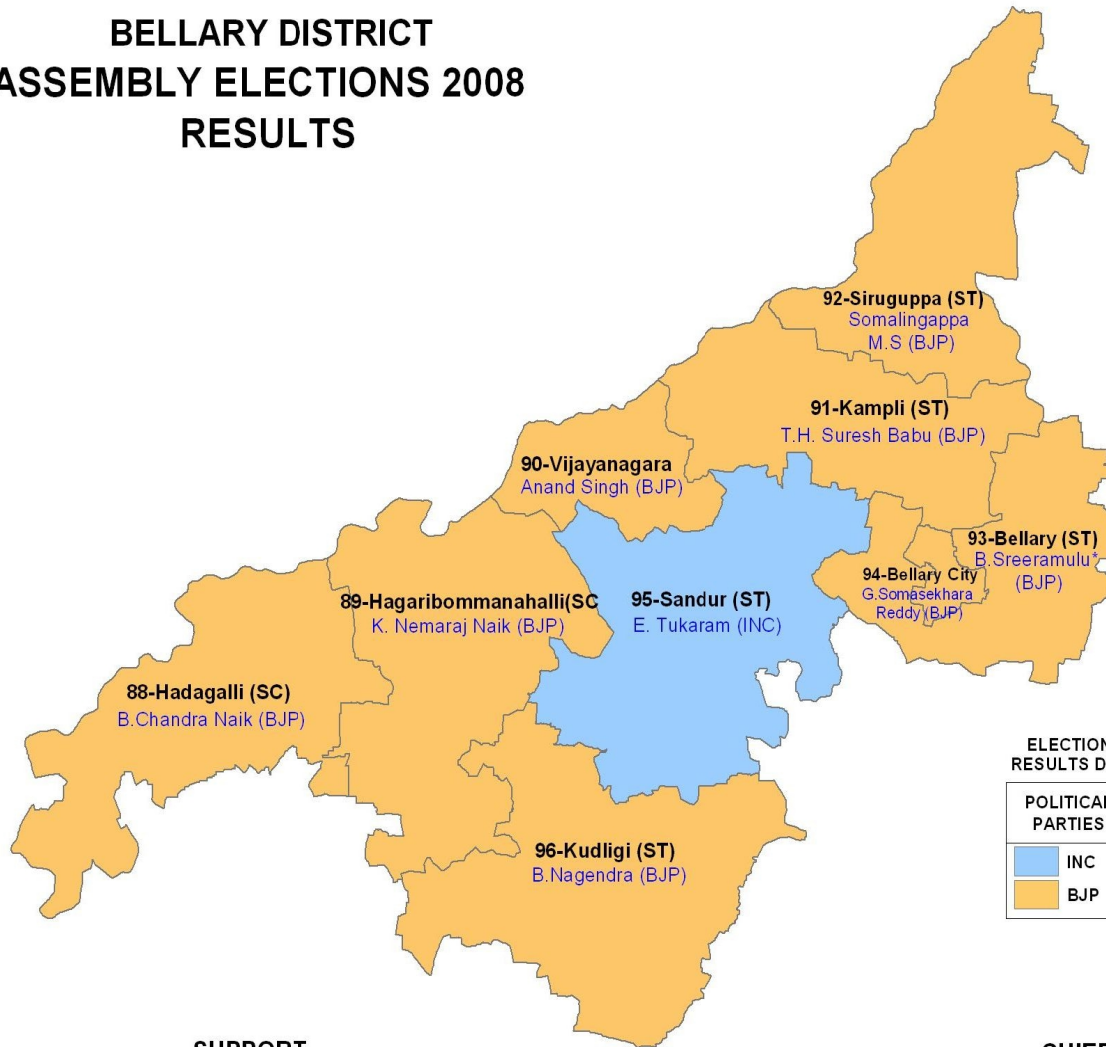 BELLARY DISTRICT
ASSEMBLY ELECTIONS 2008
RESULTS
92-Siruguppa (ST)
Somalingappa
M.S (BJP)
91-Kampli (ST)
T.H. Suresh Babu (BJP)
90-Vijayanagara
Anand Singh (BJP)
93-Bellary (ST)
B.Sreeramulu*
(BJP)
94-Bellary City
G.Somasekhara
Reddy (BJP)
89-Hagaribommanahalli(SC
K. Nemaraj Naik (BJP)
95-Sandur (ST)
E. Tukaram (INC)
88-Hadagalli (SC)
B.Chandra Naik (BJP)
96-Kudligi (ST)
B.Nagendra (BJP)
ELECTION
RESULTS D
POLITICAL
PARTIES
INC
BJP
SUPPORT
CHIEF